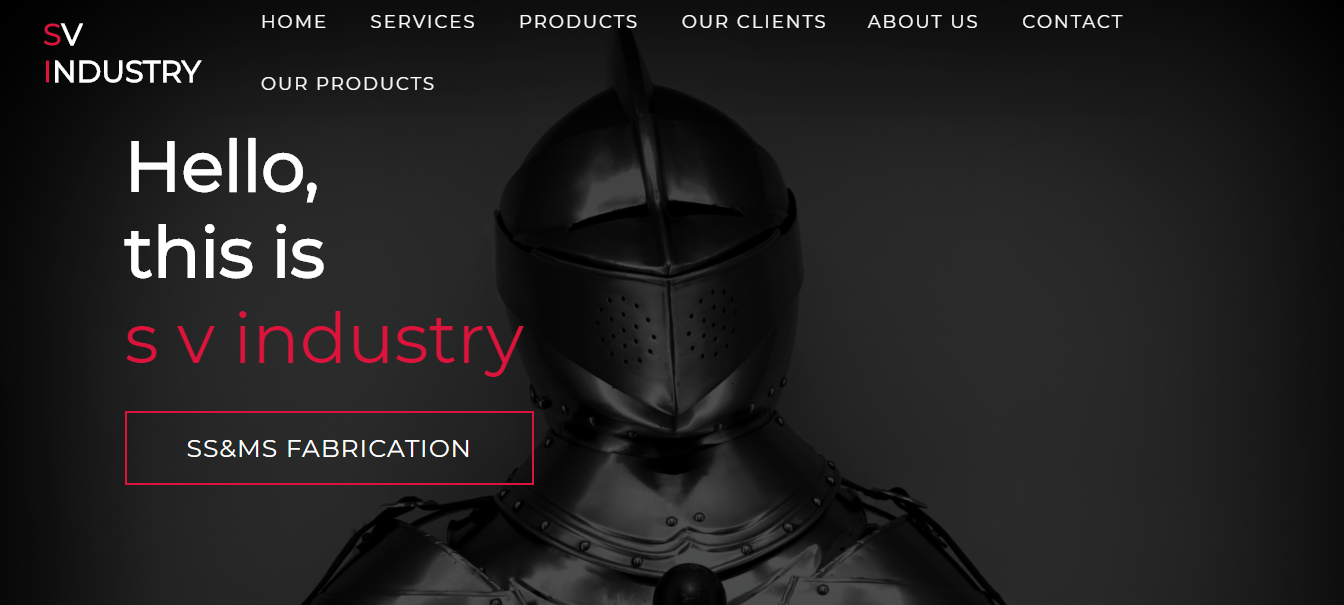 SV
INDUSTRY
HOME SERVICES PRODUCTS OUR CLIENTS ABOUT US CONTACT
OUR PRODUCTS
Hello,
this is
s v industry
SS&MS FABRICATION